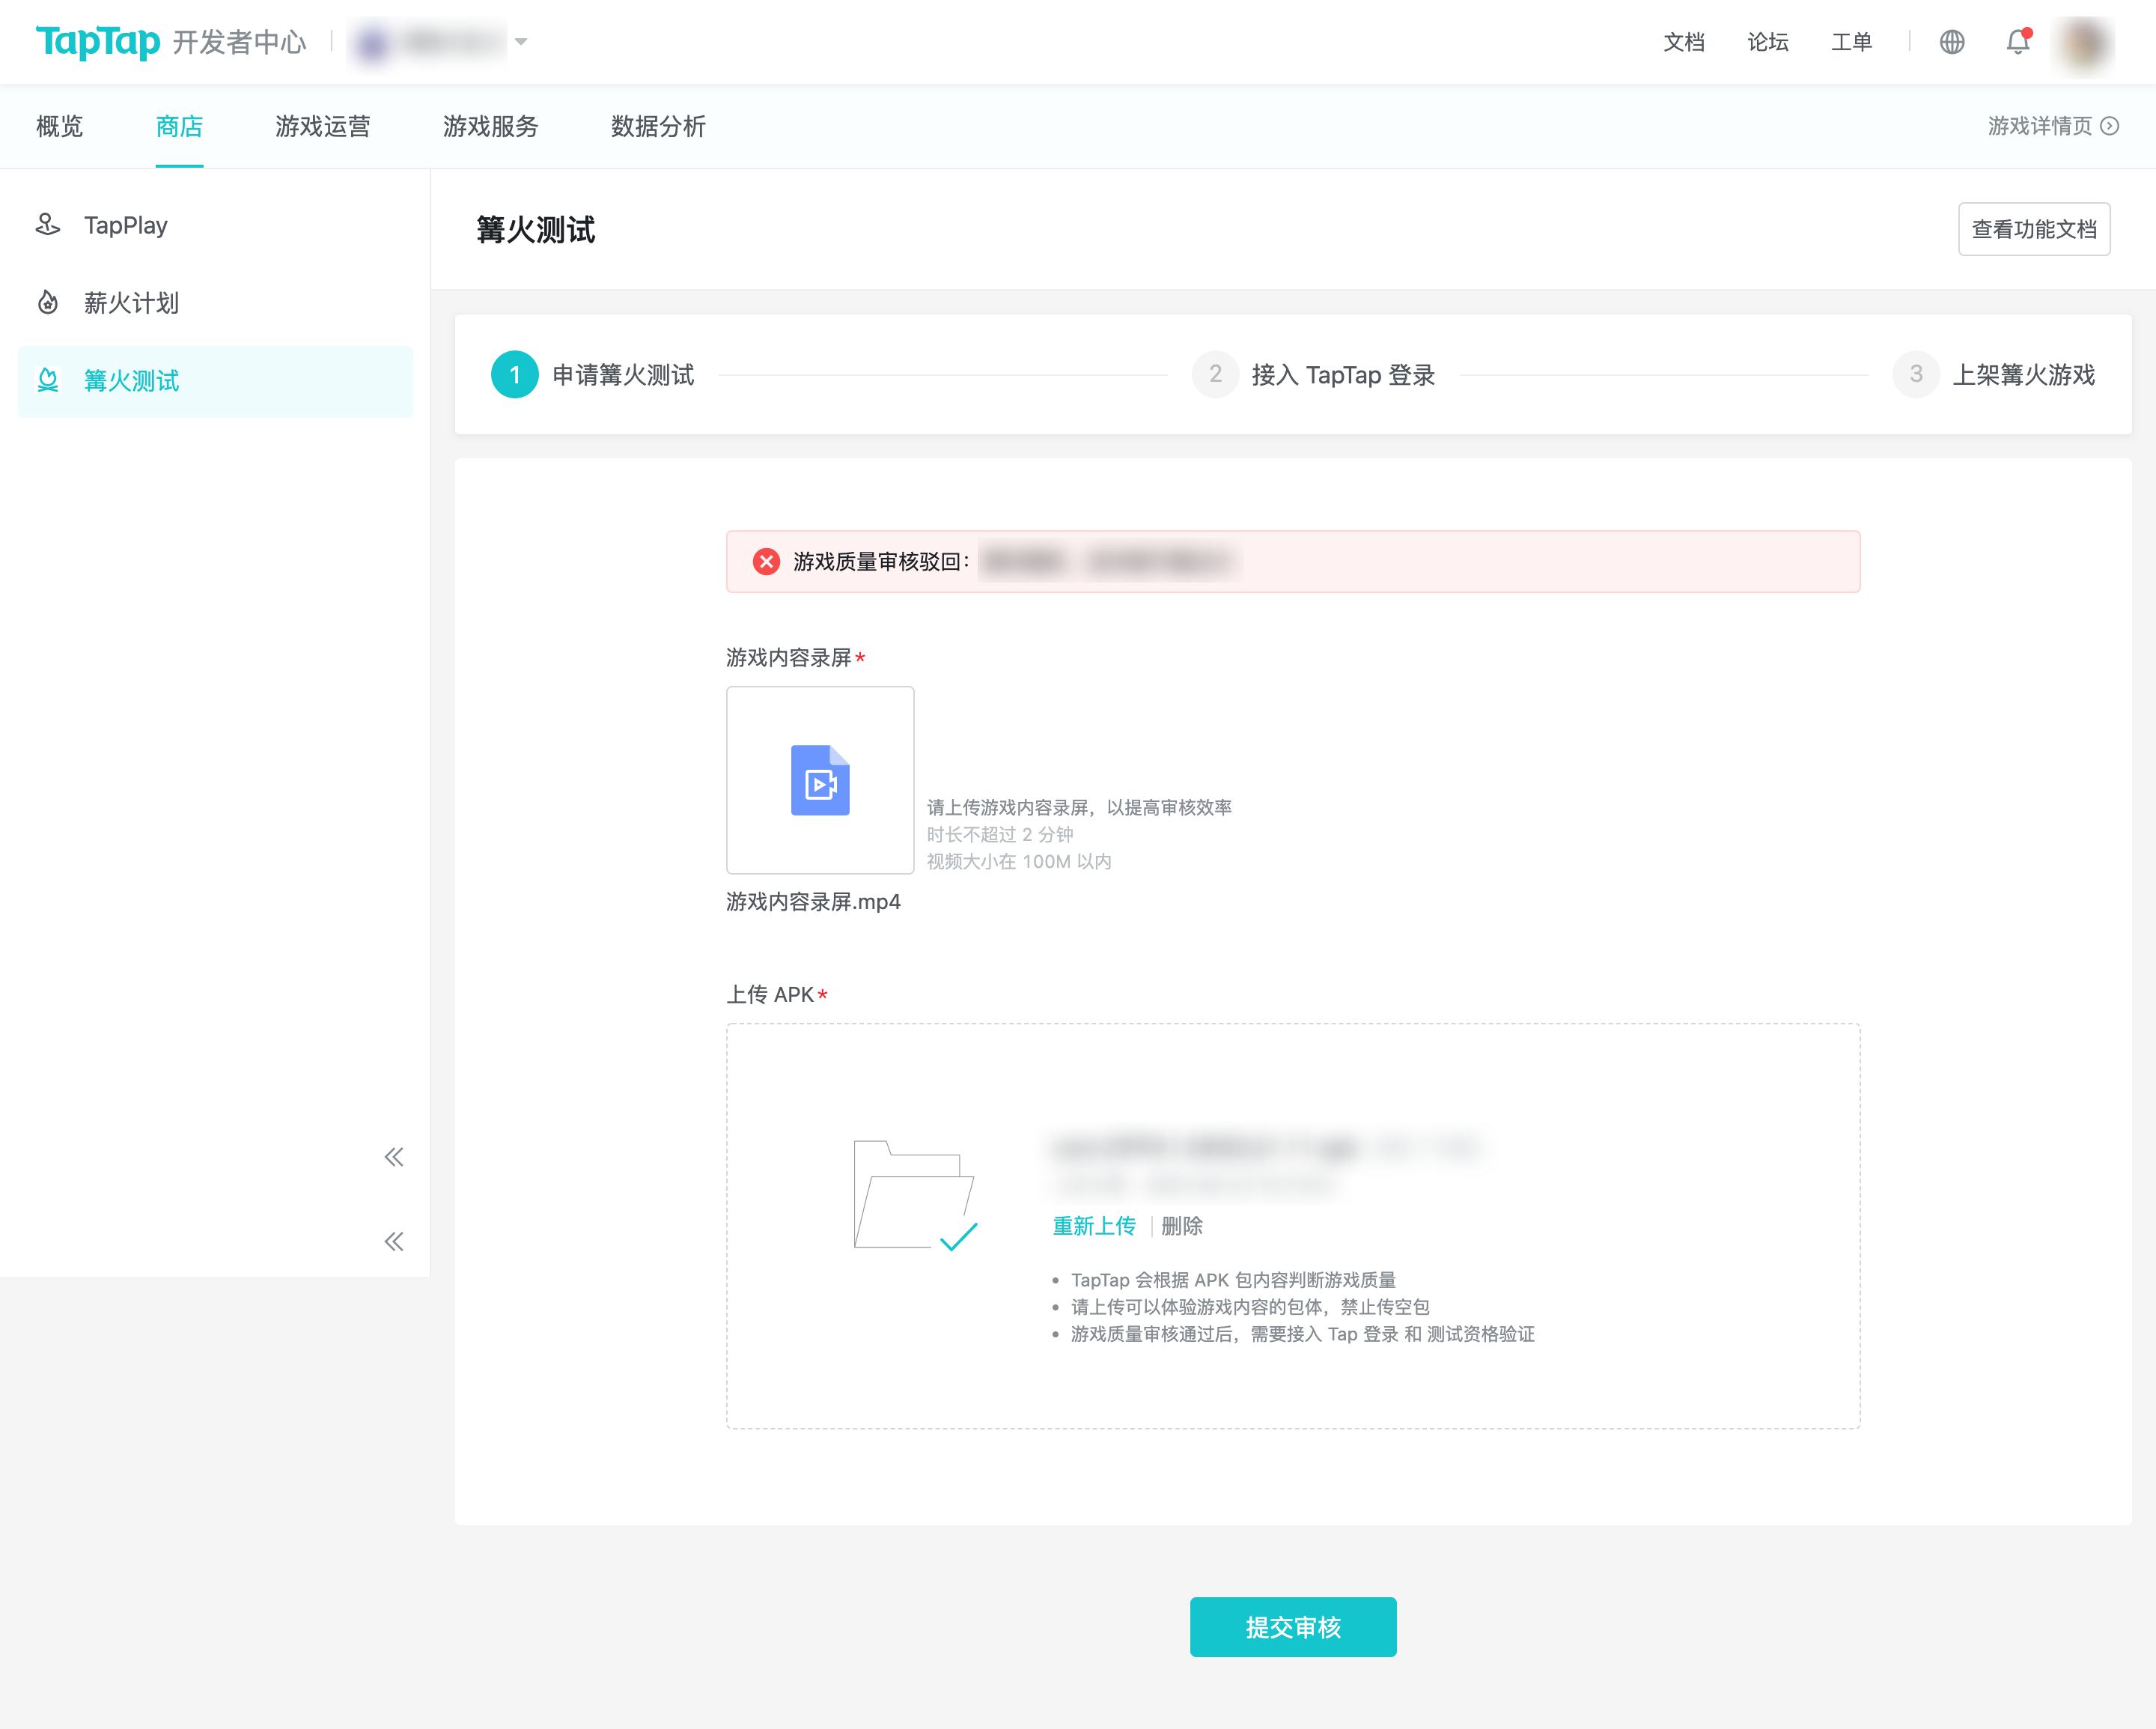 TapTap 开发者中心
文档 论坛 工单
概览 商店 游戏运营 游戏服务 数据分析 游戏详情页
TapPlay
薪火计划
篝火测试
篝火测试
查看功能文档
1 申请篝火测试 2 接入 TapTap 登录 3 上架篝火游戏
游戏质量审核驳回：
游戏内容录屏*
请上传游戏内容录屏，以提高审核效率
时长不超过 2 分钟
视频大小在 100M 以内
游戏内容录屏.mp4
上传 APK*
重新上传 删除
• TapTap 会根据 APK 包内容判断游戏质量
• 请上传可以体验游戏内容的包体，禁止上传空包
• 游戏质量审核通过后，需要接入 Tap 登录 和 测试资格验证
提交审核